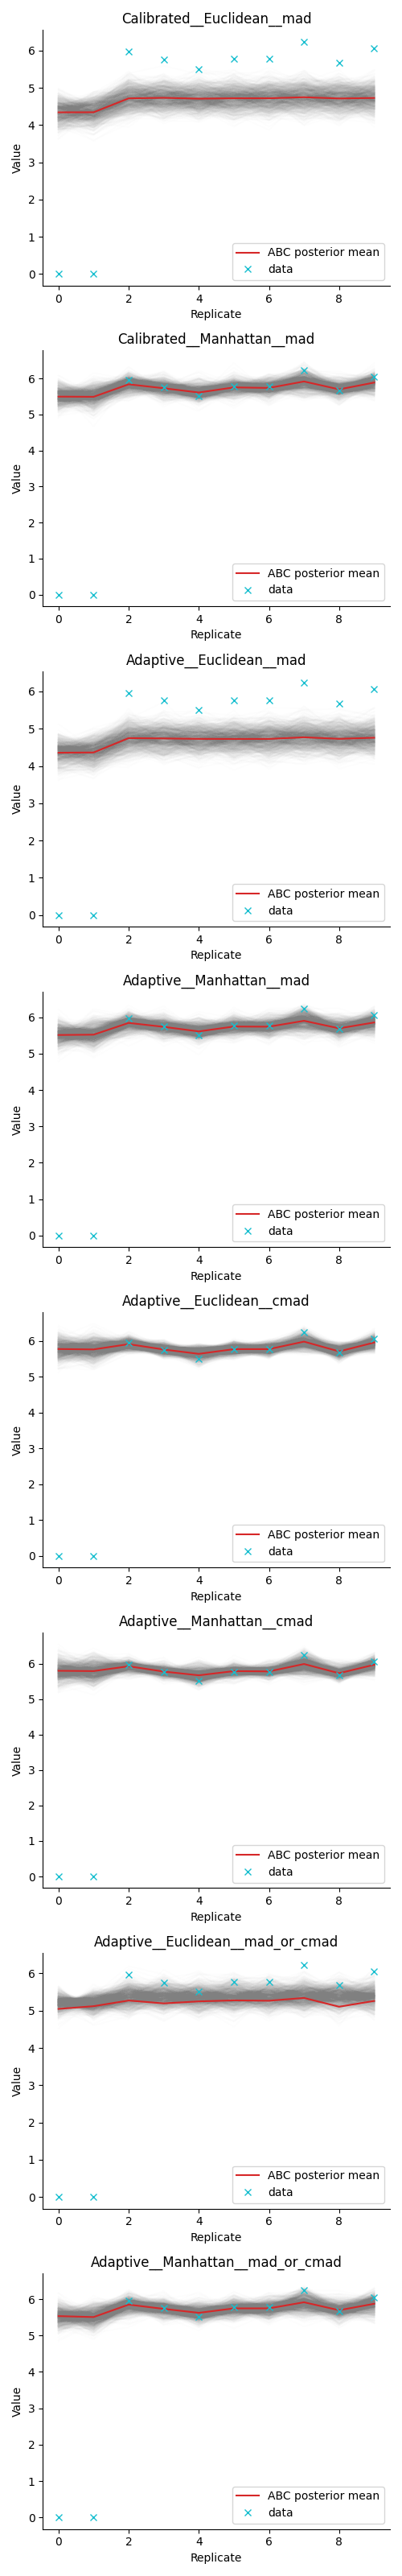 Calibrated__Euclidean__mad
6
5
4
3
2
1
0
Value
ABC posterior mean
data
0 2 4 6 8
Replicate
Calibrated__Manhattan__mad
6
5
4
3
2
1
0
Value
ABC posterior mean
data
0 2 4 6 8
Replicate
Adaptive__Euclidean__mad
6
5
4
3
2
1
0
Value
ABC posterior mean
data
0 2 4 6 8
Replicate
Adaptive__Manhattan__mad
6
5
4
3
2
1
0
Value
ABC posterior mean
data
0 2 4 6 8
Replicate
Adaptive__Euclidean__cmad
6
5
4
3
2
1
0
Value
ABC posterior mean
data
0 2 4 6 8
Replicate
Adaptive__Manhattan__cmad
6
5
4
3
2
1
0
Value
ABC posterior mean
data
0 2 4 6 8
Replicate
Adaptive__Euclidean__mad_or_cmad
6
5
4
3
2
1
0
Value
ABC posterior mean
data
0 2 4 6 8
Replicate
Adaptive__Manhattan__mad_or_cmad
6
5
4
3
2
1
0
Value
ABC posterior mean
data
0 2 4 6 8
Replicate